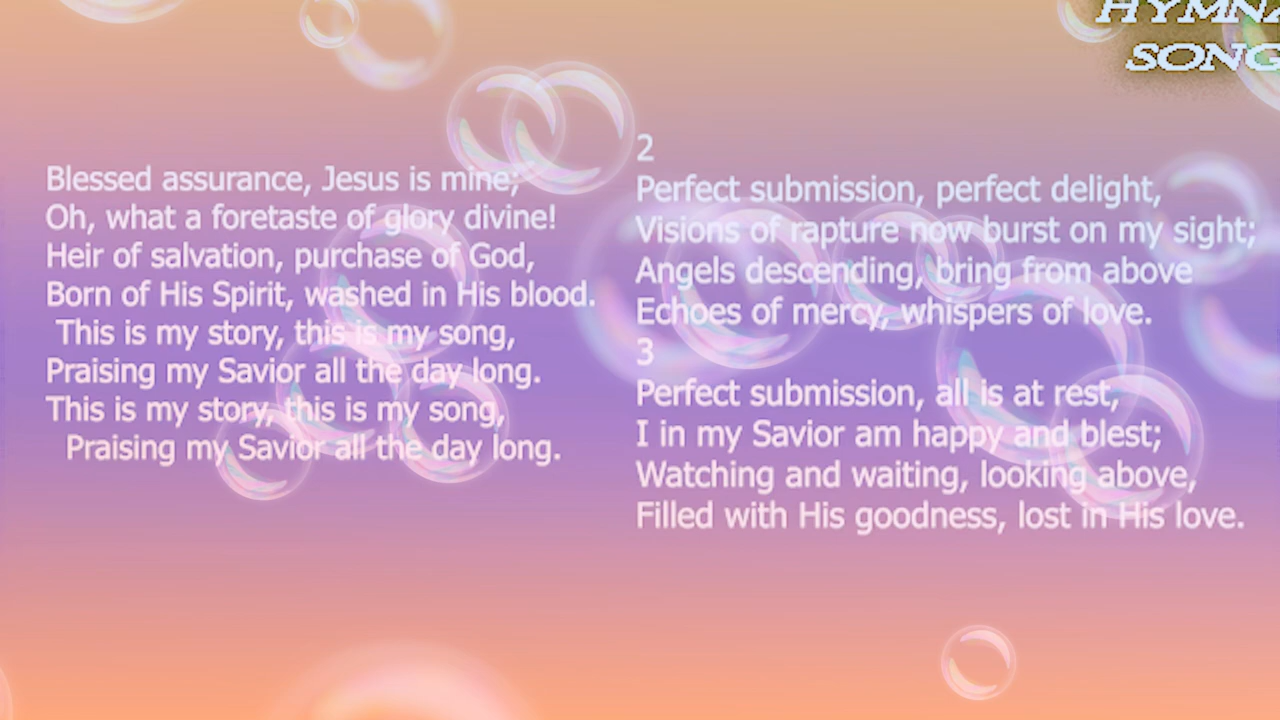 HYMNA
SONG
Blessed assurance, Jesus is mine;
Oh, what a foretaste of glory divine!
Heir of salvation, purchase of God,
Born of His Spirit, washed in His blood.
This is my story, this is my song,
Praising my Savior all the day long.
This is my story, this is my song,
Praising my Savior all the day long.
2
Perfect submission, perfect delight,
Visions of rapture now burst on my sight;
Angels descending, bring from above
Echoes of mercy, whispers of love.
3
Perfect submission, all is at rest,
I in my Savior am happy and blest;
Watching and waiting, looking above,
Filled with His goodness, lost in His love.